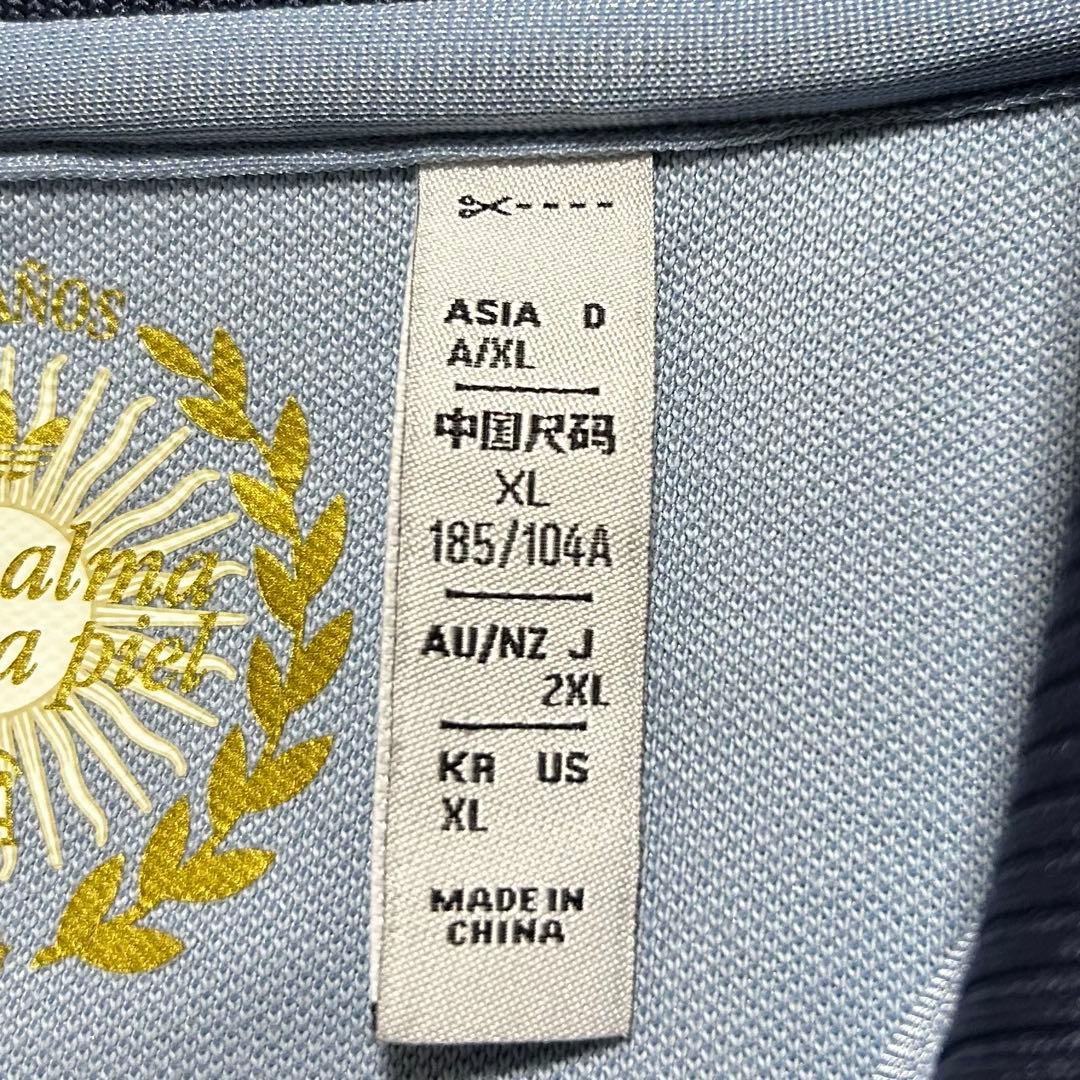 AÑOS
alma
a piel
ASIA D
A/XL
中国尺码
XL
185/104A
AU/NZ J
2XL
KR US
XL
MADE IN
CHINA